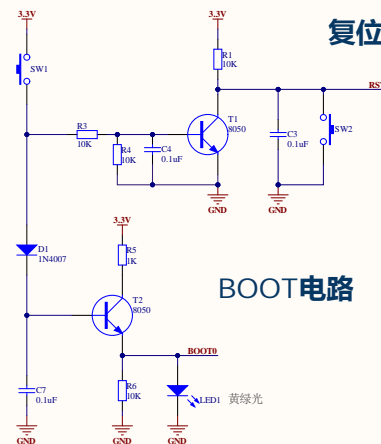 3.3V
3.3V
复位
R1
10K
SW1
RS
T1
8050
R3
10K
R4
10K
C4
0.1uF
C3
0.1uF
SW2
GND
GND
3.3V
D1
1N4007
R5
1K
BOOT电路
T2
8050
BOOT0
C7
0.1uF
R6
10K
LED1
黄绿光
GND
GND
GND